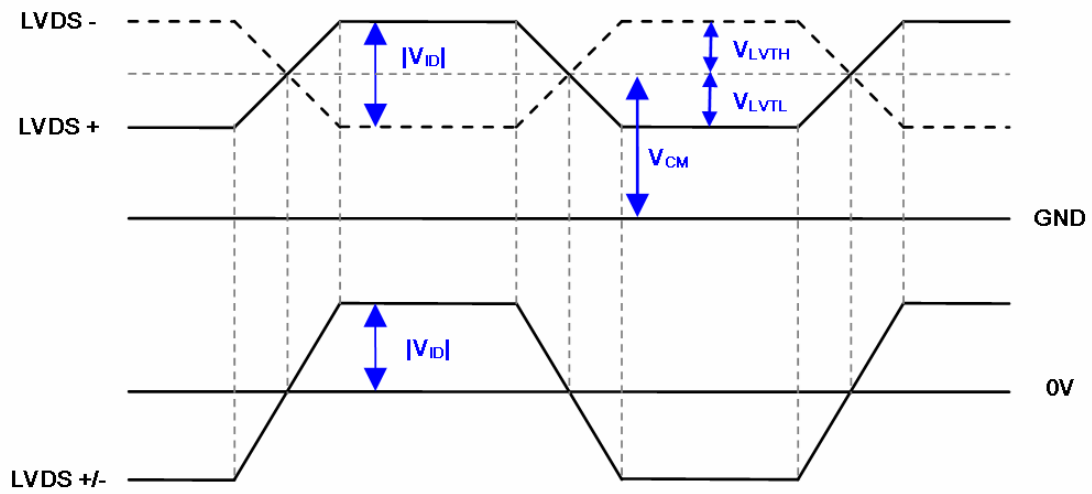 LVDS -
|VID|
VLVTH
LVDS +
VLVTL
VCM
GND
|VID|
0V
LVDS +/-